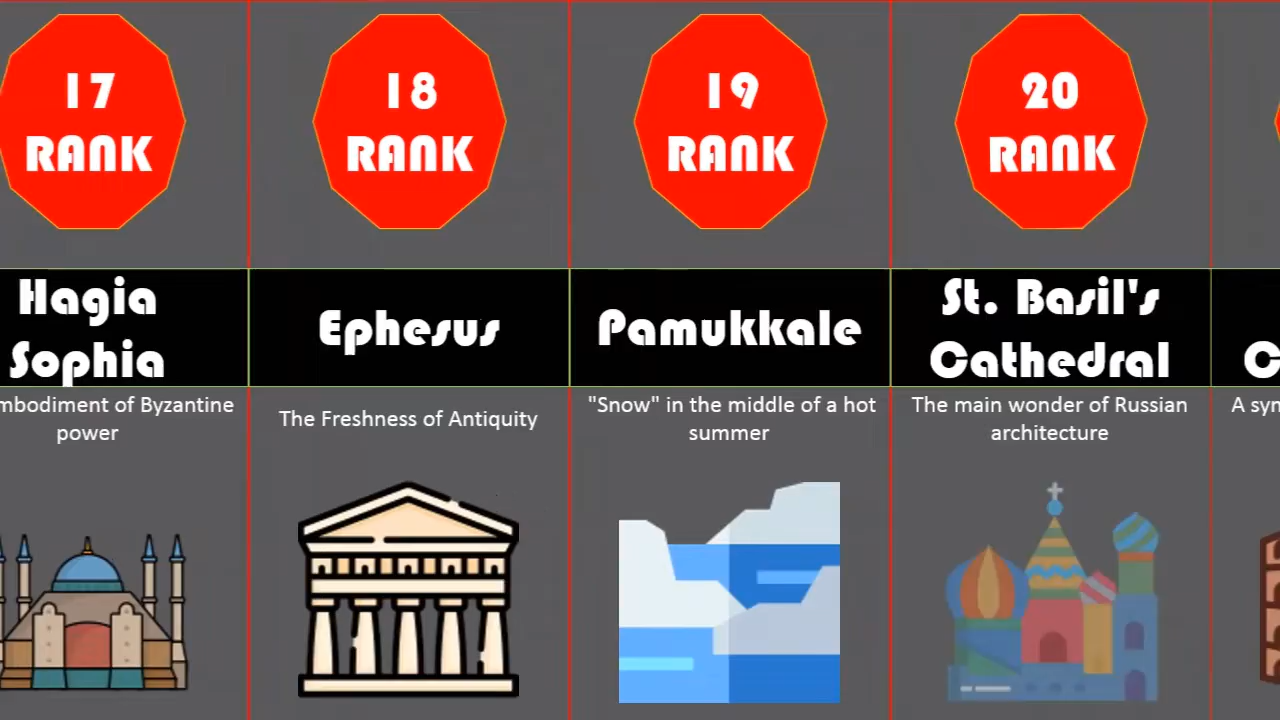 17
RANK
18
RANK
19
RANK
20
RANK
Hagia
Sophia
Ephesus
Pamukkale
St. Basil's
Cathedral
of Byzantine
power
The Freshness of Antiquity
"Snow" in the middle of a hot
summer
The main wonder of Russian
architecture
A